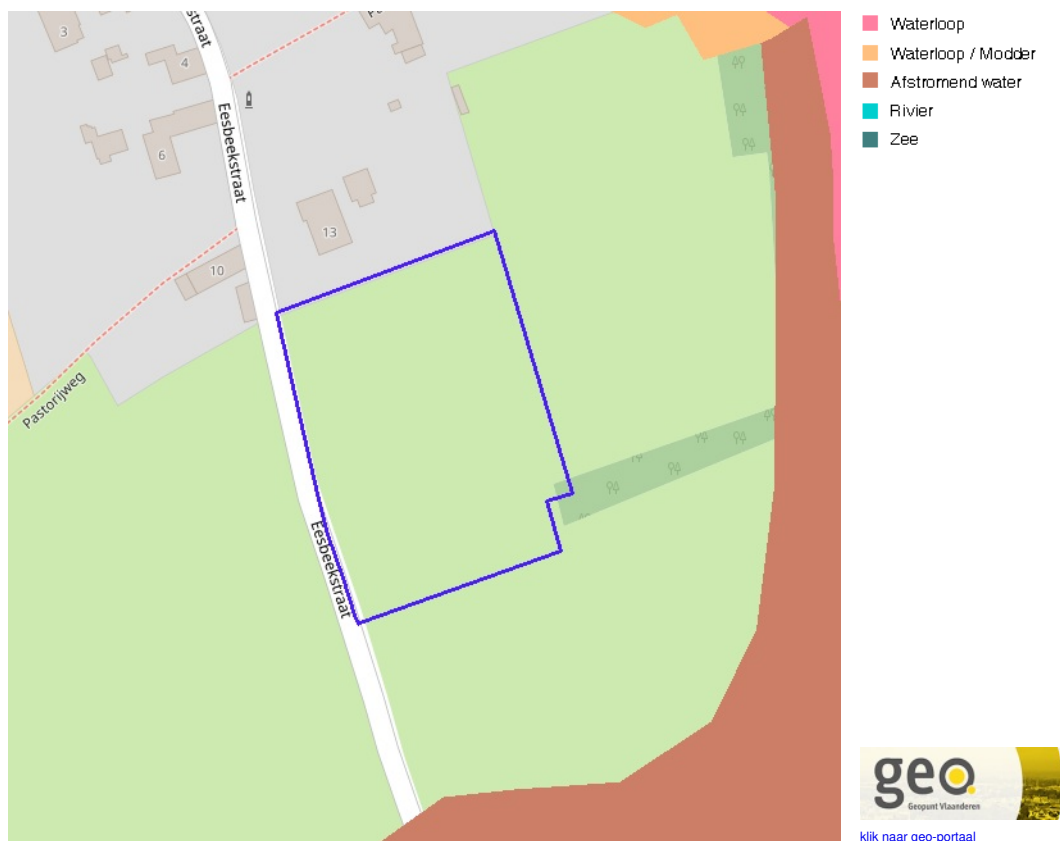 straat
3
4
Eesbeekstraat
6
13
10
Pastorijweg
Eesbeekstraat
Waterloop
Waterloop / Modder
Afstromend water
Rivier
Zee
geo
Geopunt Vlaanderen
klik naar geo-portaal